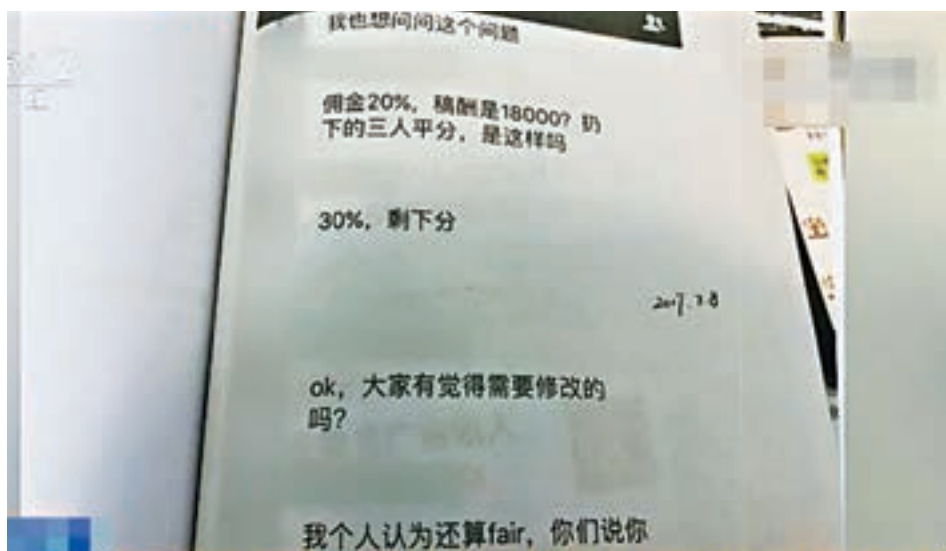 我也想问问这个问题
佣金20%，稿酬是18000？扔
下的三人平分，是这样吗
30%，剩下分
2017.3.8
ok，大家有觉得需要修改的
吗？
我个人认为还算fair，你们说你